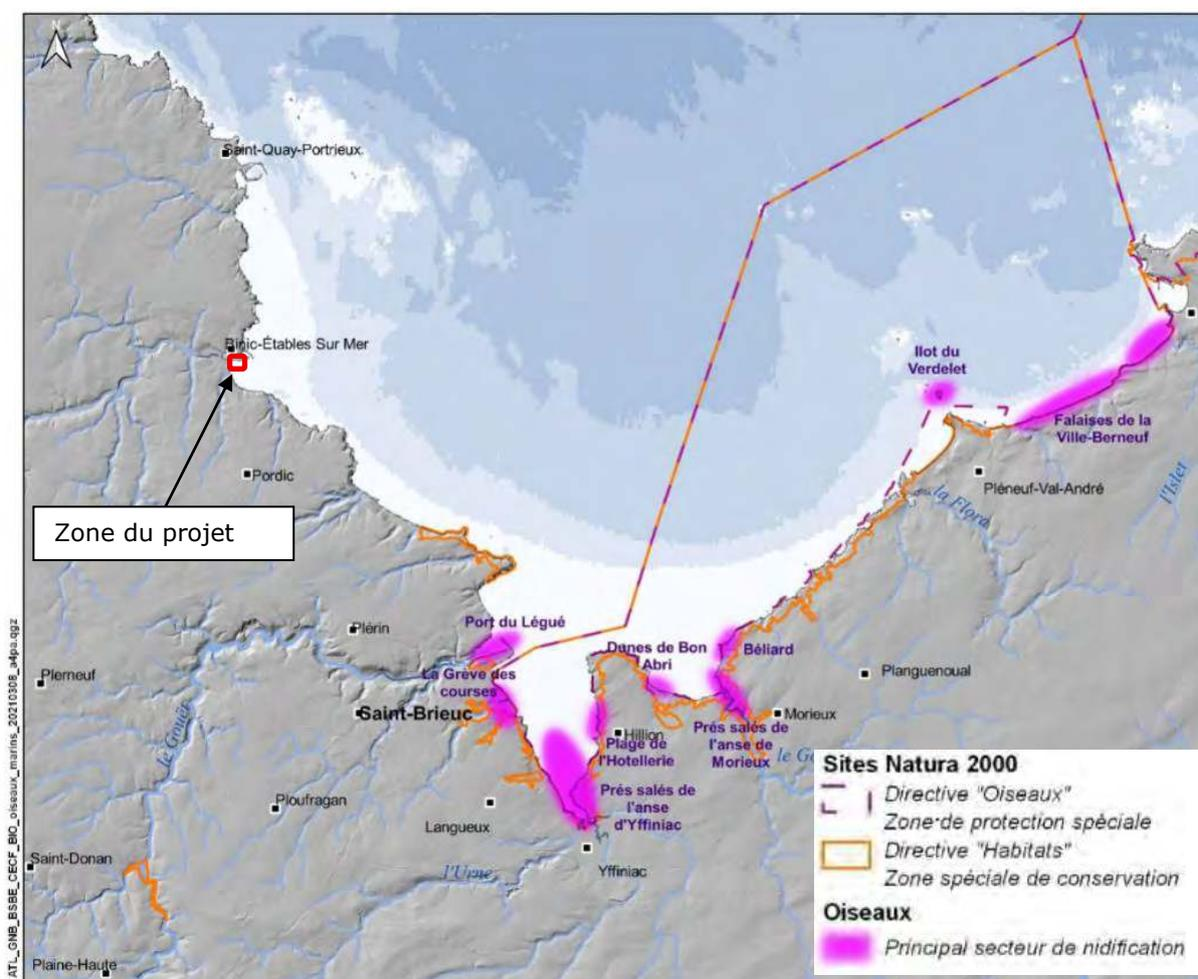 N
Saint-Quay-Portrieux
Binic-Étables Sur Mer
Ilot du
Verdelet
Falaises de la
Ville-Berneuf
l'Islet
Pordic
Pléneuf-Val-André
la Flora
Zone du projet
Plérin
Port du Légué
Dunes de Bon
Abri
Béliard
Planguenoual
Plerneuf
La Grève des
courses
Saint-Brieuc
le Gouët
Hillion
Morieux
Plage de
l'Hotellerie
Prés salés de
l'anse de
Morieux
Prés salés de
l'anse
d'Yffiniac
Ploufragan
Langueux
Saint-Donan
l'Urne
Yffiniac
Plaine-Haute
Sites Natura 2000
Directive "Oiseaux"
Zone de protection spéciale
Directive "Habitats"
Zone spéciale de conservation
Oiseaux
Principal secteur de nidification
ATL_GNB_BSBE_CECF_BIO_oiseaux_marins_20210308_a4pa.qgz